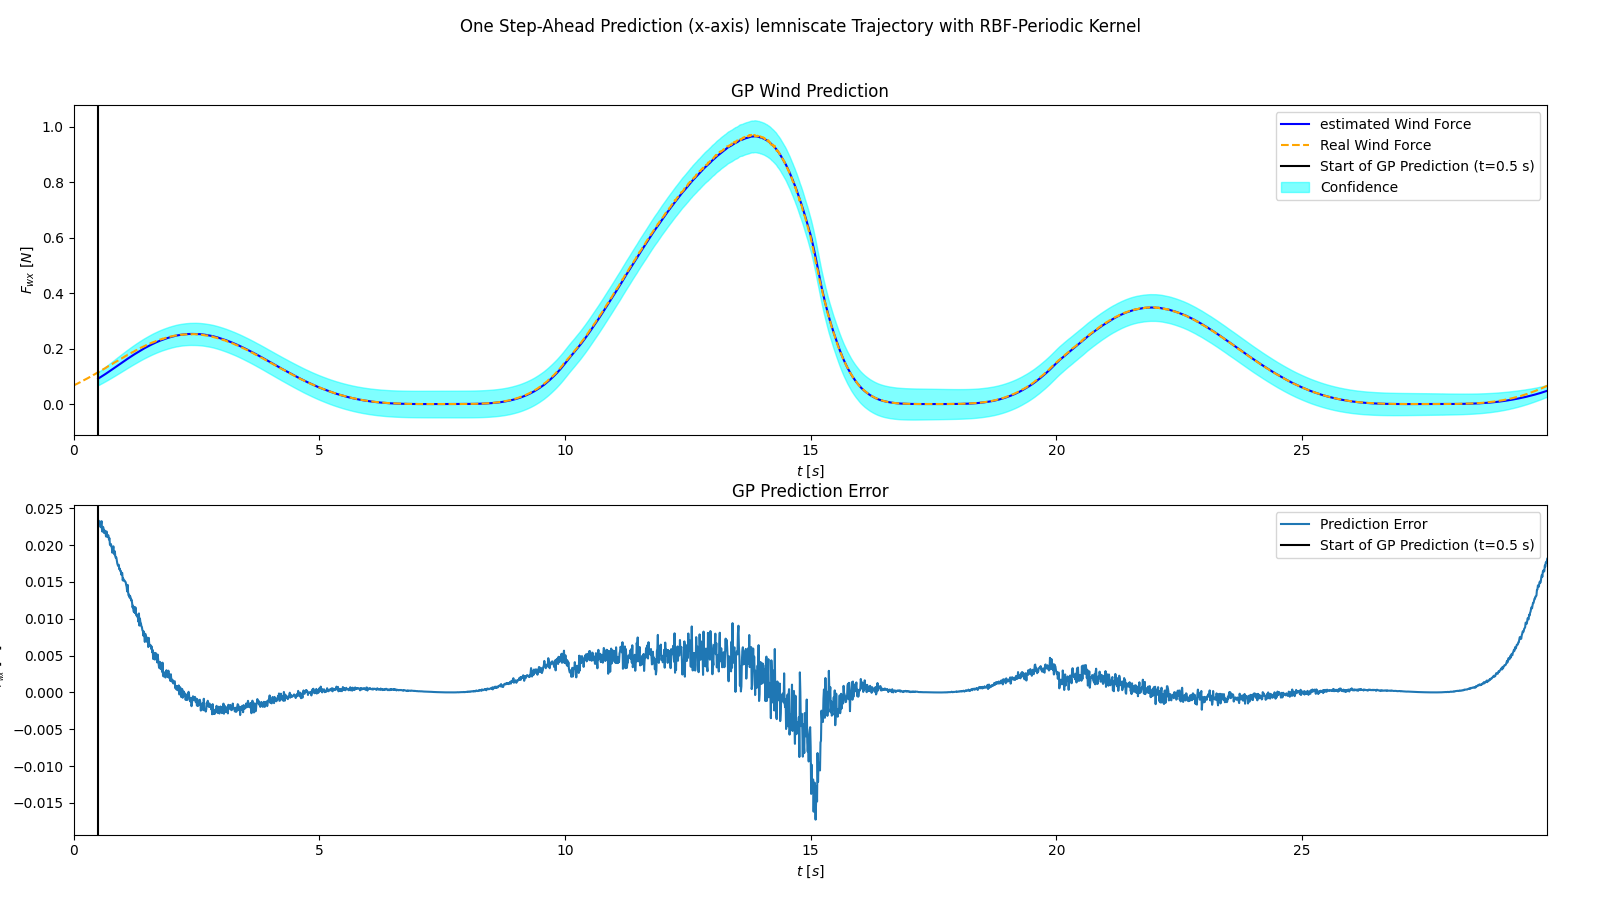 One Step-Ahead Prediction (x-axis) lemniscate Trajectory with RBF-Periodic Kernel
GP Wind Prediction
1.0
0.8
0.6
0.4
0.2
0.0
F_wx [N]
estimated Wind Force
Real Wind Force
Start of GP Prediction (t=0.5 s)
Confidence
0 5 10 15 20 25
t [s]
GP Prediction Error
0.025
0.020
0.015
0.010
0.005
0.000
−0.005
−0.010
−0.015
Prediction Error
Start of GP Prediction (t=0.5 s)
0 5 10 15 20 25
t [s]